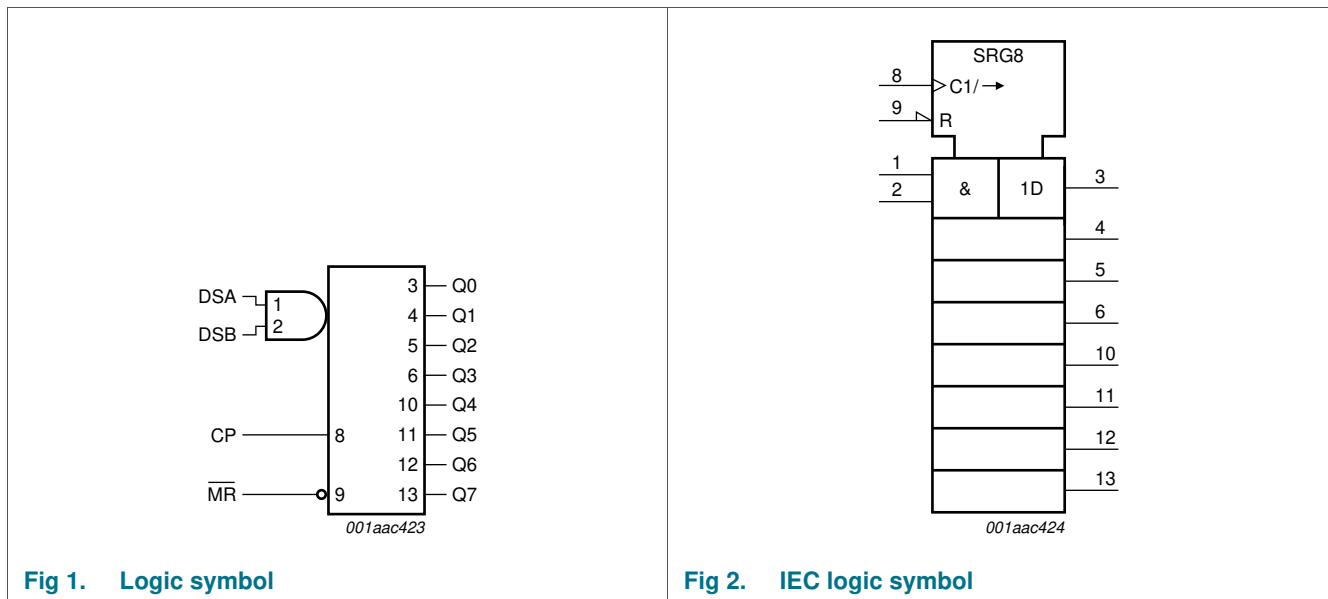 DSA
DSB
1
2
CP
8
MR
9
3 Q0
4 Q1
5 Q2
6 Q3
10 Q4
11 Q5
12 Q6
13 Q7
001aac423
Fig 1. Logic symbol
SRG8
8
C1/→
9
R
1
2
&
1D
3
4
5
6
10
11
12
13
001aac424
Fig 2. IEC logic symbol